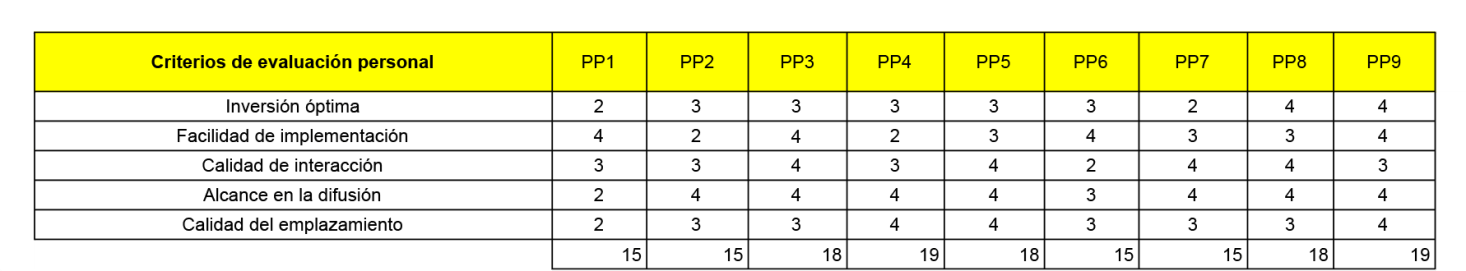 Criterios de evaluación personal PP1 PP2 PP3 PP4 PP5 PP6 PP7 PP8 PP9
Inversión óptima 2 3 3 3 3 3 2 4 4
Facilidad de implementación 4 2 4 2 3 4 3 3 4
Calidad de interacción 3 3 4 3 4 2 4 4 3
Alcance en la difusión 2 4 4 4 4 3 4 4 4
Calidad del emplazamiento 2 3 3 4 4 3 3 3 4
15 15 18 19 18 15 15 18 19